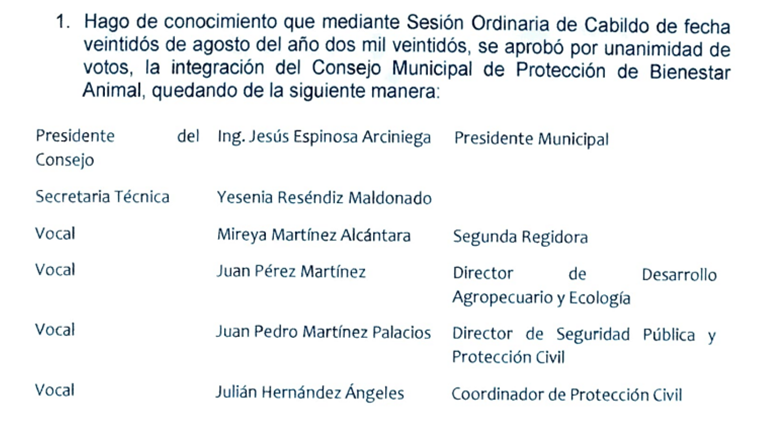 1. Hago de conocimiento que mediante Sesión Ordinaria de Cabildo de fecha
veintidós de agosto del año dos mil veintidós, se aprobó por unanimidad de
votos, la integración del Consejo Municipal de Protección de Bienestar
Animal, quedando de la siguiente manera:
Presidente del Ing. Jesús Espinosa Arciniega Presidente Municipal
Consejo
Secretaria Técnica Yesenia Reséndiz Maldonado
Vocal Mireya Martínez Alcántara Segunda Regidora
Vocal Juan Pérez Martínez Director de Desarrollo
Agropecuario y Ecología
Vocal Juan Pedro Martínez Palacios Director de Seguridad Pública y
Protección Civil
Vocal Julián Hernández Ángeles Coordinador de Protección Civil